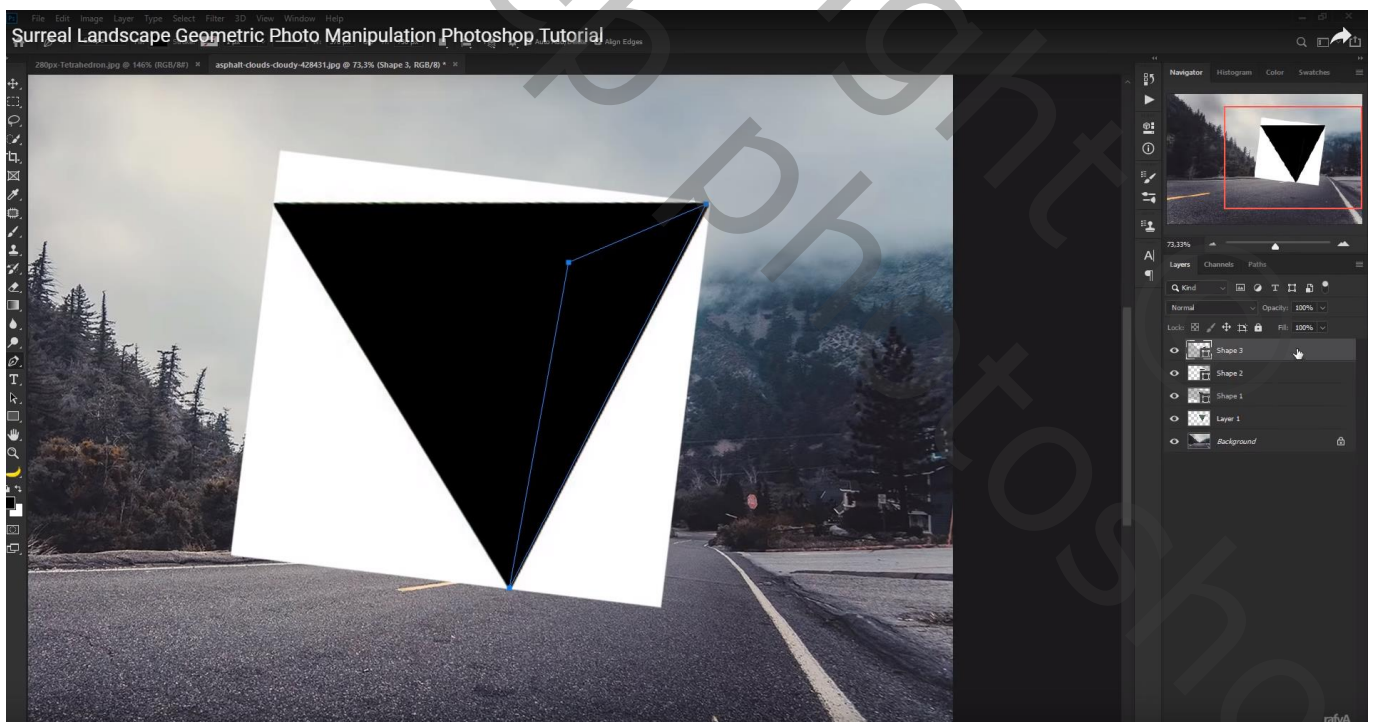 File Edit Image Layer Type Select Filter 3D View Window Help
Surreal Landscape Geometric Photo Manipulation Photoshop Tutorial
Align Edges
280px-Tetrahedron.jpg @ 146% (RGB/8#) ×
asphalt-clouds-cloudy-428431.jpg @ 73,3% (Shape 3, RGB/8) * ×
Navigator Histogram Color Swatches
73,33%
Layers Channels Paths
Kind
Normal Opacity: 100%
Lock: Fill: 100%
Shape 3
Shape 2
Shape 1
Layer 1
Background
rafyA